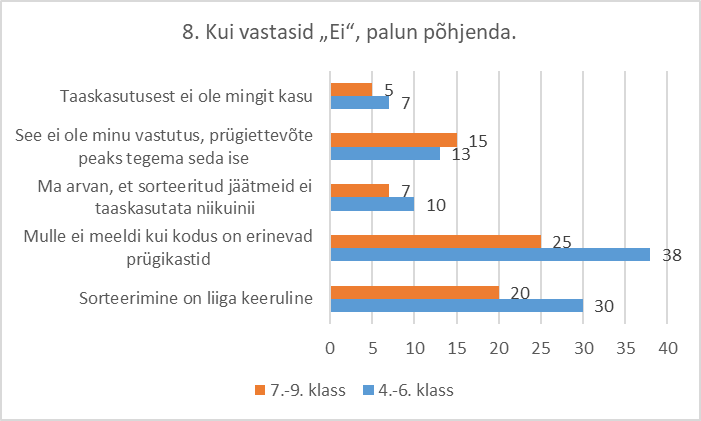 8. Kui vastasid „Ei“, palun põhjenda.
Taaskasutusest ei ole mingit kasu
5
7
See ei ole minu vastutus, prügiettevõte
peaks tegema seda ise
15
13
Ma arvan, et sorteeritud jäätmeid ei
taaskasutata niikuinii
7
10
Mulle ei meeldi kui kodus on erinevad
prügikastid
25
38
Sorteerimine on liiga keeruline
20
30
0 5 10 15 20 25 30 35 40
7.-9. klass 4.-6. klass